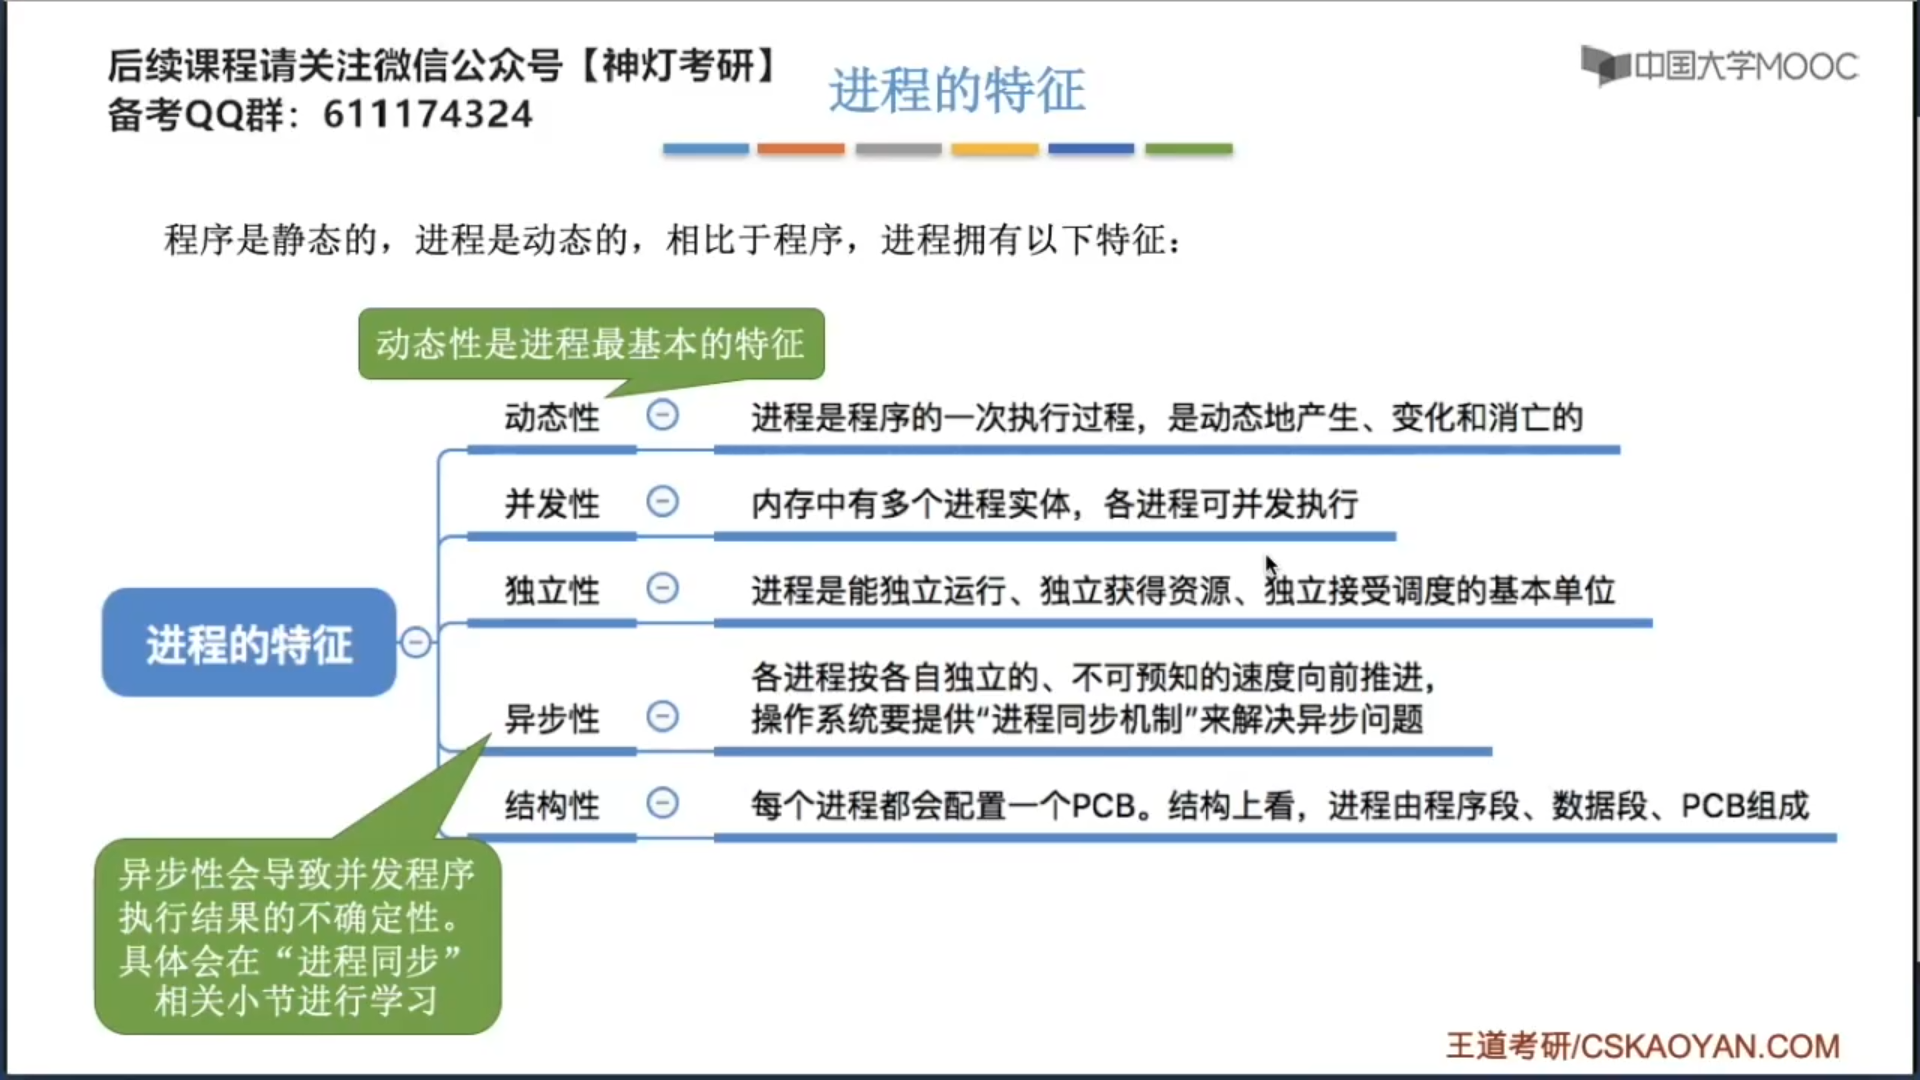 后续课程请关注微信公众号【神灯考研】
备考QQ群：611174324
进程的特征
中国大学MOOC
程序是静态的，进程是动态的，相比于程序，进程拥有以下特征：
动态性是进程最基本的特征
动态性
进程是程序的一次执行过程，是动态地产生、变化和消亡的
并发性
内存中有多个进程实体，各进程可并发执行
独立性
进程是能独立运行、独立获得资源、独立接受调度的基本单位
进程的特征
异步性
各进程按各自独立的、不可预知的速度向前推进，
操作系统要提供“进程同步机制”来解决异步问题
结构性
每个进程都会配置一个PCB。结构上看，进程由程序段、数据段、PCB组成
异步性会导致并发程序
执行结果的不确定性。
具体会在“进程同步”
相关小节进行学习
王道考研/CSKAOYAN.COM